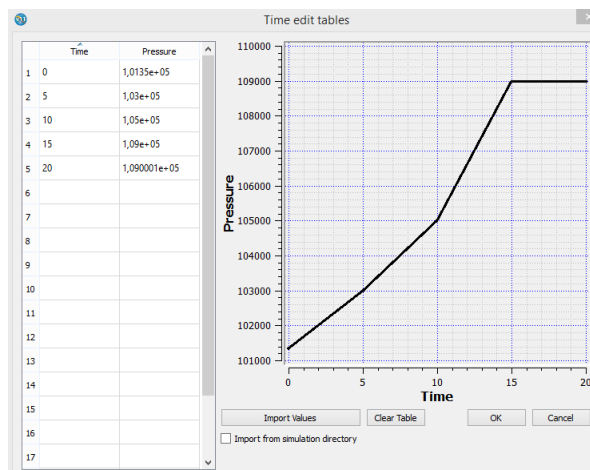 Time edit tables
Time Pressure
1 0 1,0135e+05
2 5 1,03e+05
3 10 1,05e+05
4 15 1,09e+05
5 20 1,090001e+05
6
7
8
9
10
11
12
13
14
15
16
17
110000
109000
108000
107000
106000
105000
104000
103000
102000
101000
Pressure
0 5 10 15 20
Time
Import Values Clear Table OK Cancel
Import from simulation directory